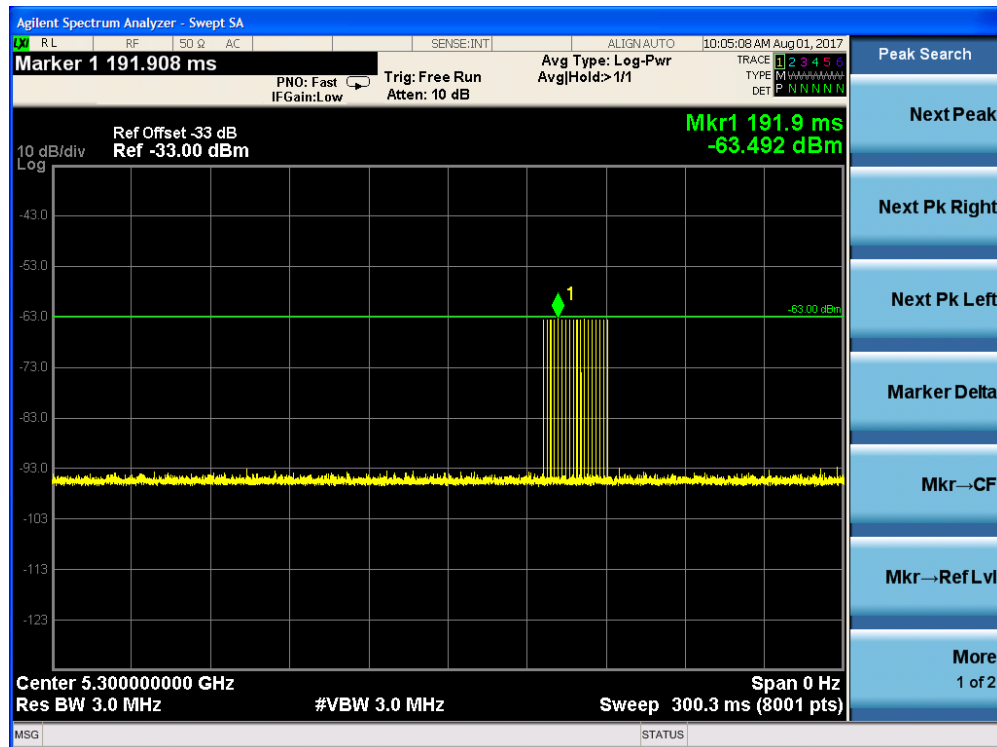 Agilent Spectrum Analyzer - Swept SA
LXI RL RF 50 Ω AC SENSE:INT ALIGN AUTO 10:05:08 AM Aug 01, 2017
Marker 1 191.908 ms
PNO: Fast
IFGain:Low
Trig: Free Run
Atten: 10 dB
Avg Type: Log-Pwr
Avg|Hold:>1/1
TRACE 1 2 3 4 5 6
TYPE M
DET P N N N N N
Peak Search
Ref Offset -33 dB
10 dB/div Ref -33.00 dBm
Log
Mkr1 191.9 ms
-63.492 dBm
-43.0
-53.0
1
-63.0
-63.00 dBm
-73.0
-83.0
-93.0
-103
-113
-123
Center 5.300000000 GHz
Span 0 Hz
Res BW 3.0 MHz
#VBW 3.0 MHz
Sweep 300.3 ms (8001 pts)
MSG
STATUS
Next Peak
Next Pk Right
Next Pk Left
Marker Delta
Mkr→CF
Mkr→Ref Lvl
More
1 of 2